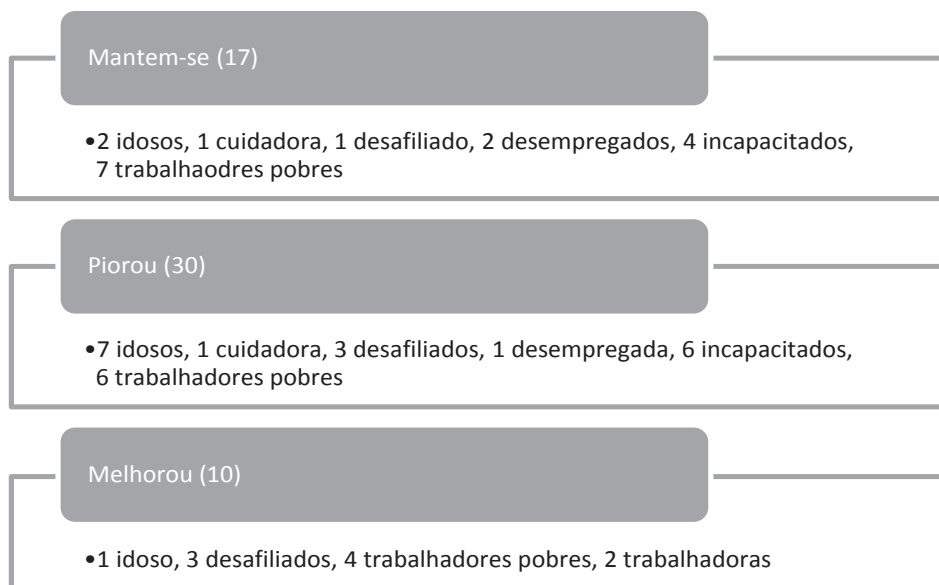 Mantem-se (17)
•2 idosos, 1 cuidadora, 1 desafiliado, 2 desempregados, 4 incapacitados,
7 trabalhaodres pobres
Piorou (30)
•7 idosos, 1 cuidadora, 3 desafiliados, 1 desempregada, 6 incapacitados,
6 trabalhadores pobres
Melhorou (10)
•1 idoso, 3 desafiliados, 4 trabalhadores pobres, 2 trabalhadoras